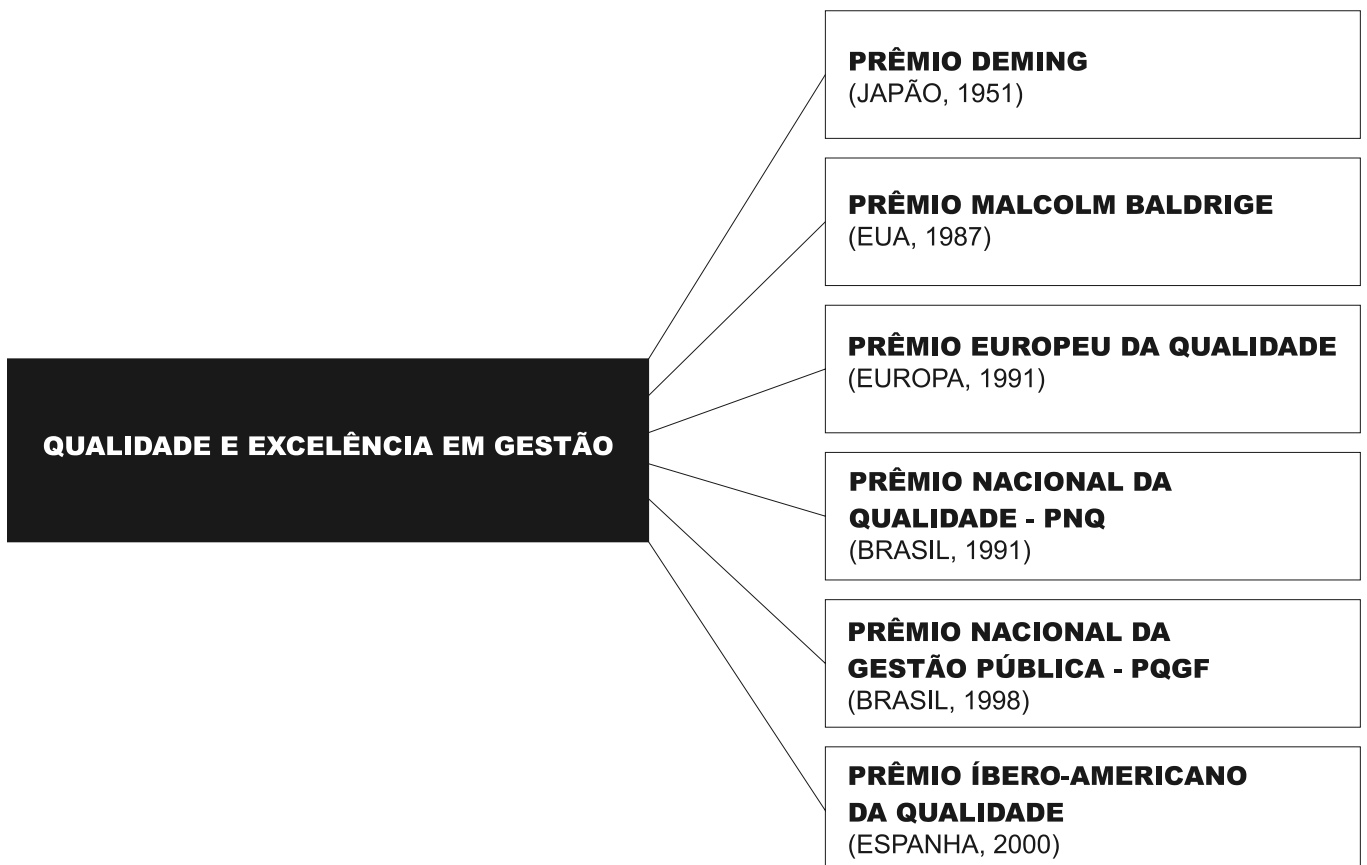 PRÊMIO DEMING
(JAPÃO, 1951)
PRÊMIO MALCOLM BALDRIGE
(EUA, 1987)
PRÊMIO EUROPEU DA QUALIDADE
(EUROPA, 1991)
QUALIDADE E EXCELÊNCIA EM GESTÃO
PRÊMIO NACIONAL DA
QUALIDADE - PNQ
(BRASIL, 1991)
PRÊMIO NACIONAL DA
GESTÃO PÚBLICA - PQGF
(BRASIL, 1998)
PRÊMIO ÍBERO-AMERICANO
DA QUALIDADE
(ESPANHA, 2000)